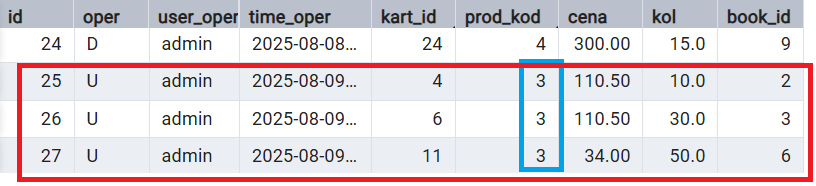 id oper user_oper time_oper kart_id prod_kod cena kol book_id
24 D admin 2025-08-08... 24 4 300.00 15.0 9
25 U admin 2025-08-09... 4 3 110.50 10.0 2
26 U admin 2025-08-09... 6 3 110.50 30.0 3
27 U admin 2025-08-09... 11 3 34.00 50.0 6